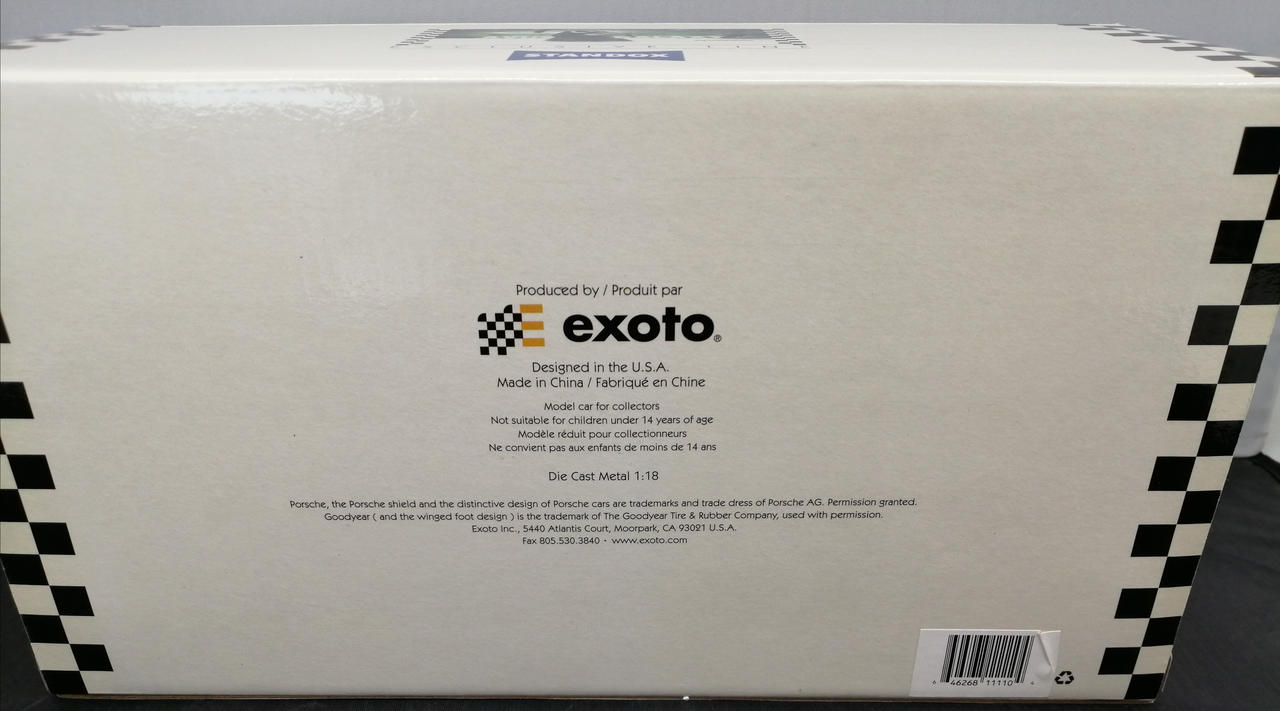 STANDOX
Produced by / Produit par
exoto®
Designed in the U.S.A.
Made in China / Fabriqué en Chine
Model car for collectors
Not suitable for children under 14 years of age
Modèle réduit pour collectionneurs
Ne convient pas aux enfants de moins de 14 ans
Die Cast Metal 1:18
Porsche, the Porsche shield and the distinctive design of Porsche cars are trademarks and trade dress of Porsche AG. Permission granted.
Goodyear ( and the winged foot design ) is the trademark of The Goodyear Tire & Rubber Company, used with permission.
Exoto Inc., 5440 Atlantis Court, Moorpark, CA 93021 U.S.A.
Fax 805.530.3840 · www.exoto.com
6 46268 11110 4